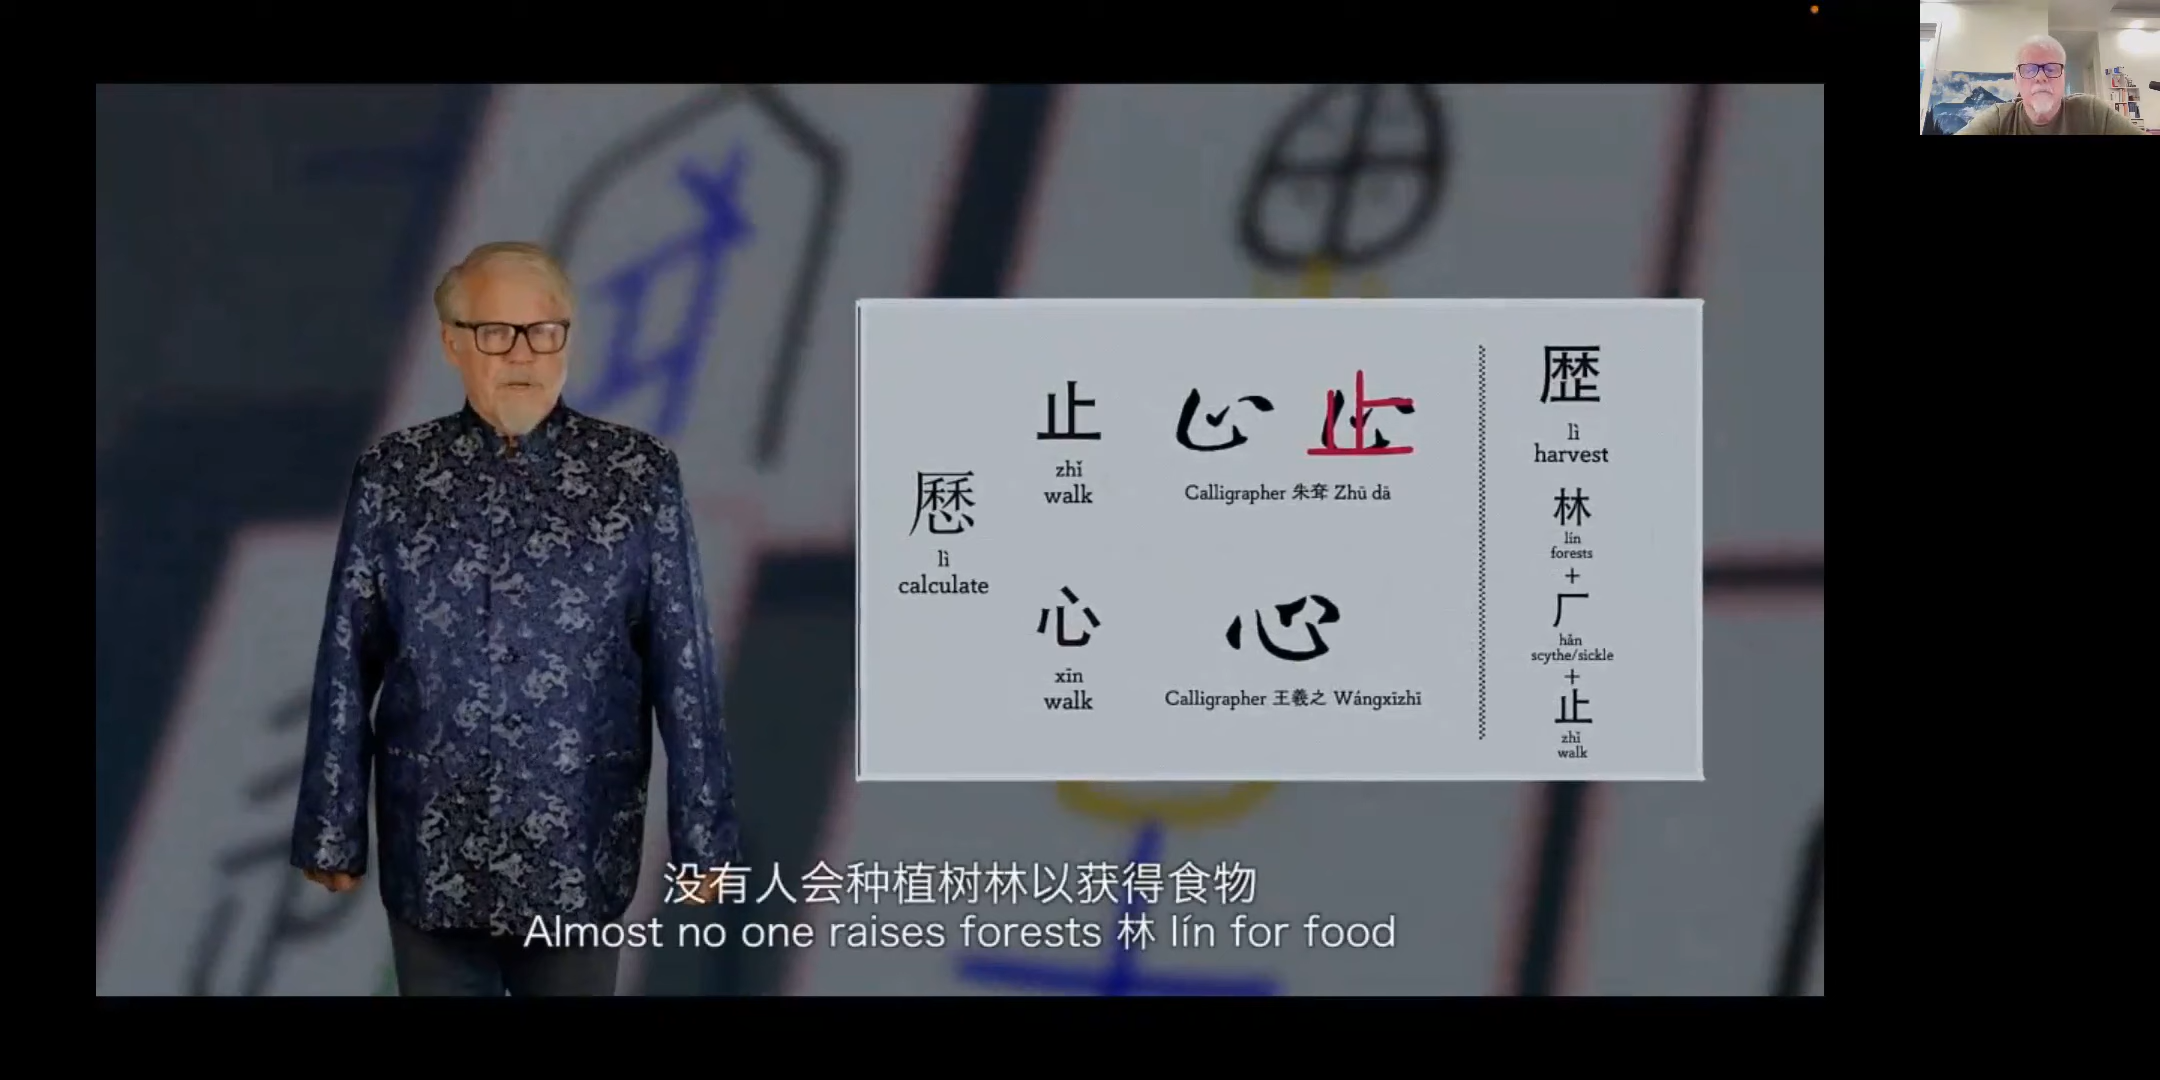 止
zhǐ
walk
Calligrapher 朱耷 Zhū dā
lì
calculate
心
xīn
walk
心
Calligrapher 王羲之 Wángxīzhī
歴
lì
harvest
林
lín
forests
+
厂
hǎn
scythe/sickle
+
止
zhǐ
walk
没有人会种植树林以获得食物
Almost no one raises forests 林 lín for food